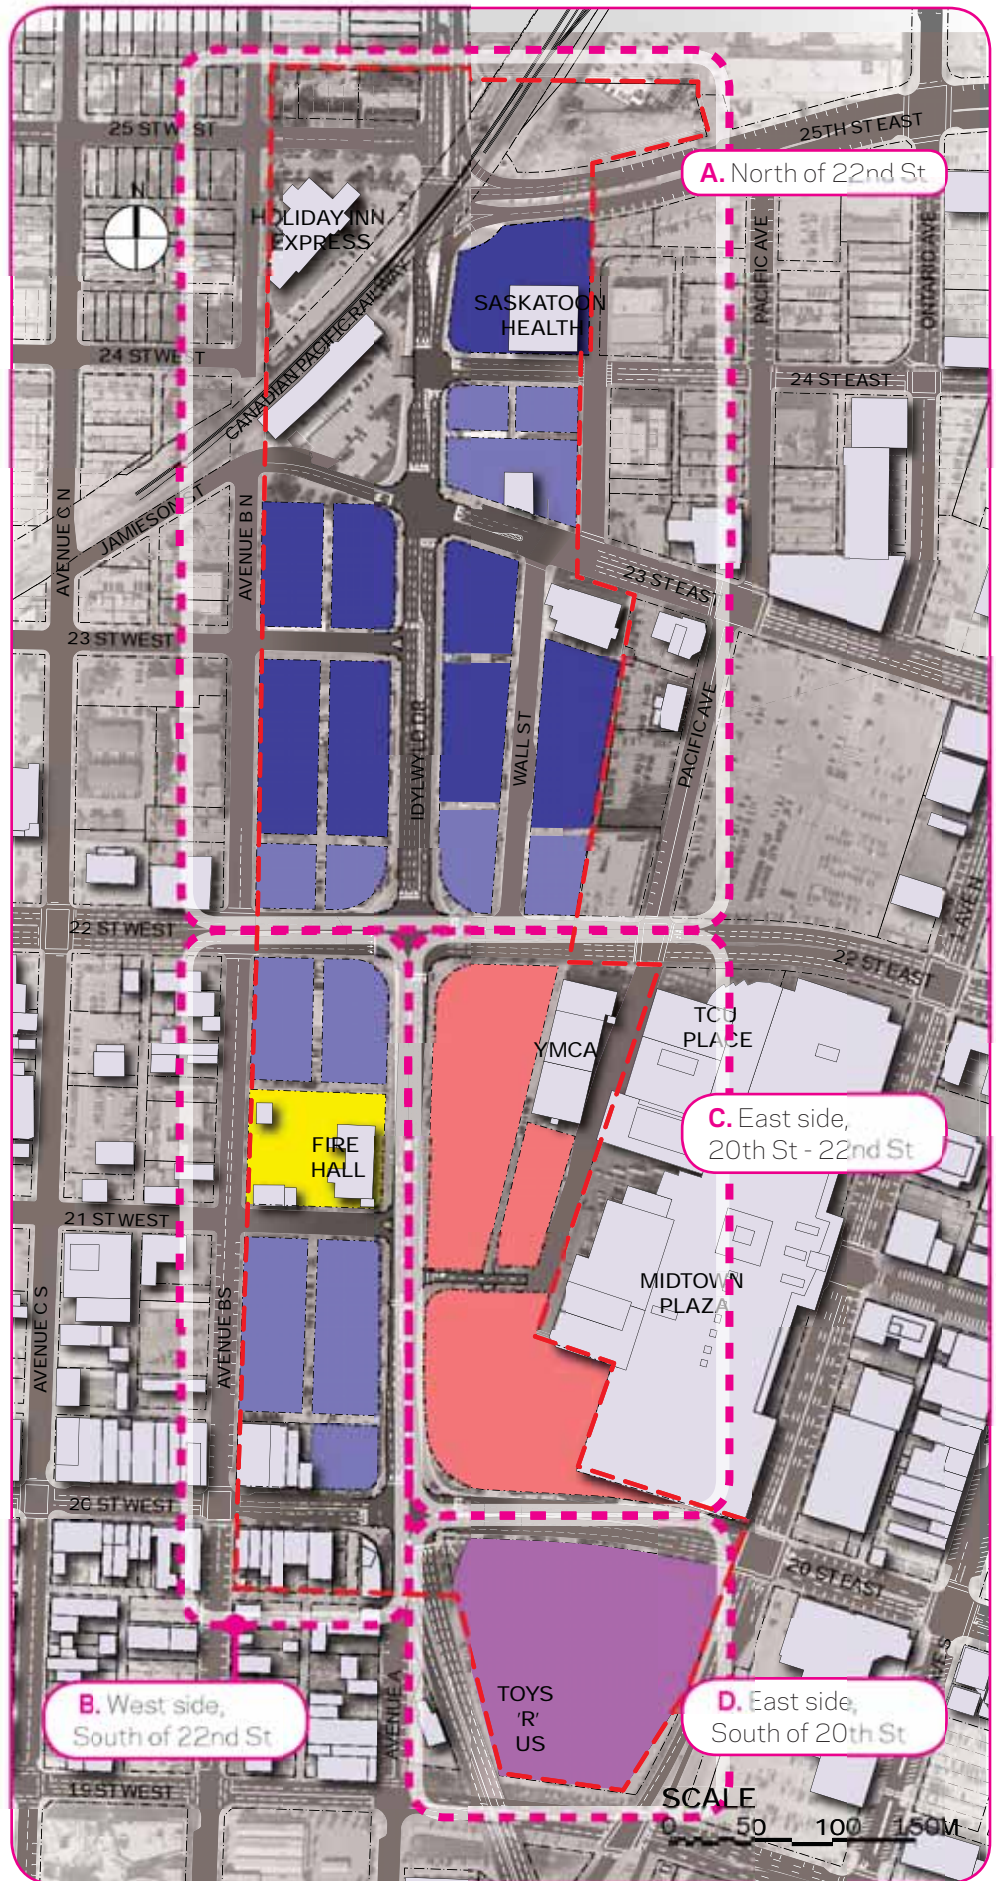 25 ST WEST
25TH ST EAST
A. North of 22nd St
N
HOLIDAY INN
EXPRESS
PACIFIC AVE
ONTARIO AVE
SASKATOON
HEALTH
CANADIAN PACIFIC RAILWAY
24 ST WEST
24 ST EAST
AVENUE C N
JAMIESON ST
AVENUE B N
23 ST EAST
23 ST WEST
IDYLWYLD DR
WALL ST
PACIFIC AVE
22 ST WEST
1 AVE N
22 ST EAST
TCU
PLACE
YMCA
C. East side,
20th St - 22nd St
FIRE
HALL
21 ST WEST
MIDTOWN
PLAZA
AVENUE C S
AVENUE B S
20 ST WEST
20 ST EAST
AVENUE A
B. West side,
South of 22nd St
TOYS
'R'
US
D. East side,
South of 20th St
19 ST WEST
SCALE
0 50 100 150M